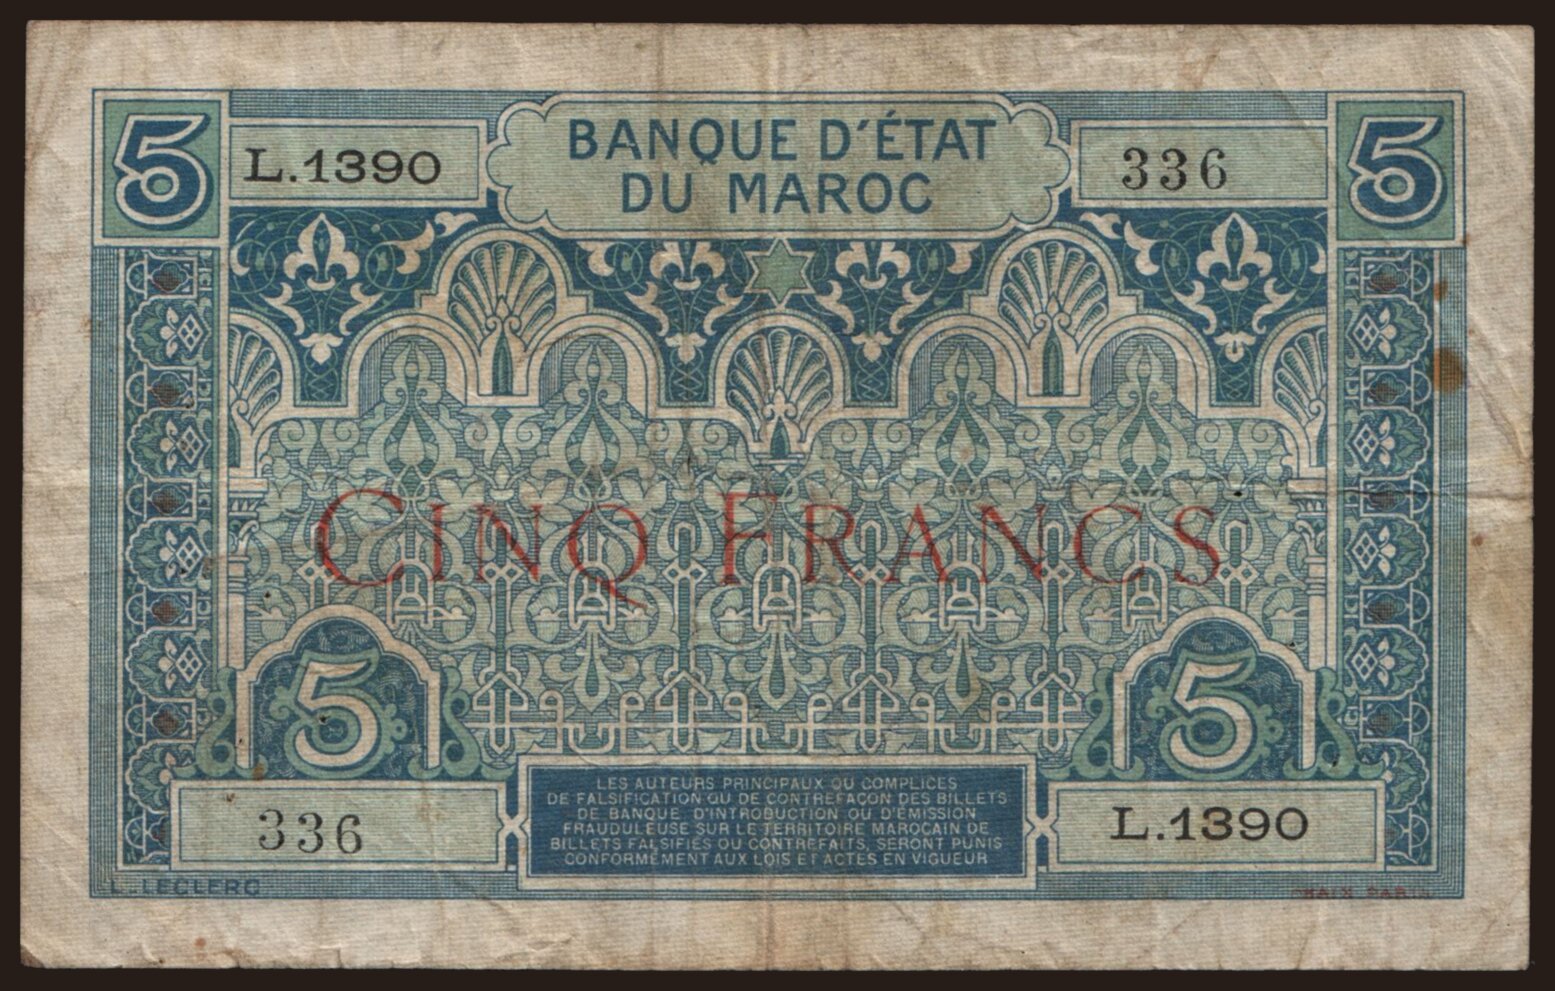 5
L.1390
BANQUE D'ÉTAT
DU MAROC
336
5
CINQ FRANCS
5
5
336
LES AUTEURS PRINCIPAUX OU COMPLICES
DE FALSIFICATION OU DE CONTREFAÇON DES BILLETS
DE BANQUE, D'INTRODUCTION OU D'ÉMISSION
FRAUDULEUSE SUR LE TERRITOIRE MAROCAIN DE
BILLETS FALSIFIÉS OU CONTREFAITS, SERONT PUNIS
CONFORMÉMENT AUX LOIS ET ACTES EN VIGUEUR
L.1390
L. LECLERC
CHAIX PARIS